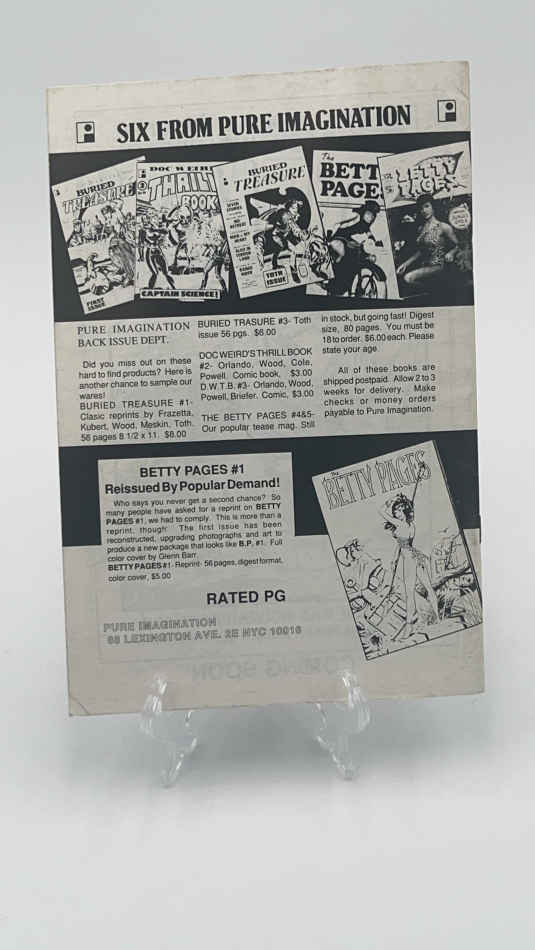 SIX FROM PURE IMAGINATION
BURIED
TREASURE
FIRST
ISSUE
DOC WEIRD'S
THRILL
BOOK
CAPTAIN SCIENCE!
BURIED
TREASURE
TOTH
ISSUE
The
BETT
PAGE
BETTY
PAGES
PURE IMAGINATION
BACK ISSUE DEPT.
Did you miss out on these
hard to find products? Here is
another chance to sample our
wares!
BURIED TREASURE #1-
Clasic reprints by Frazetta,
Kubert, Wood, Meskin, Toth.
56 pages 8 1/2 x 11. $6.00
BURIED TRASURE #3- Toth
issue 56 pgs. $6.00
DOC WEIRD'S THRILL BOOK
#2- Orlando, Wood, Cole,
Powell. Comic book, $3.00
D.W.T.B. #3- Orlando, Wood,
Powell, Briefer. Comic, $3.00
THE BETTY PAGES #4&5-
Our popular tease mag. Still
in stock, but going fast! Digest
size, 80 pages. You must be
18 to order. $6.00 each. Please
state your age.
All of these books are
shipped postpaid. Allow 2 to 3
weeks for delivery. Make
checks or money orders
payable to Pure Imagination.
BETTY PAGES #1
Reissued By Popular Demand!
Who says you never get a second chance? So
many people have asked for a reprint on BETTY
PAGES #1, we had to comply. This is more than a
reprint, though! The first issue has been
reconstructed, upgrading photographs and art to
produce a new package that looks like B.P. #1. Full
color cover by Glenn Barr.
BETTY PAGES #1- Reprint- 56 pages, digest format,
color cover, $5.00
RATED PG
PURE IMAGINATION
88 LEXINGTON AVE. 2E NYC 10016
The
BETTY PAGES
COMING SOON